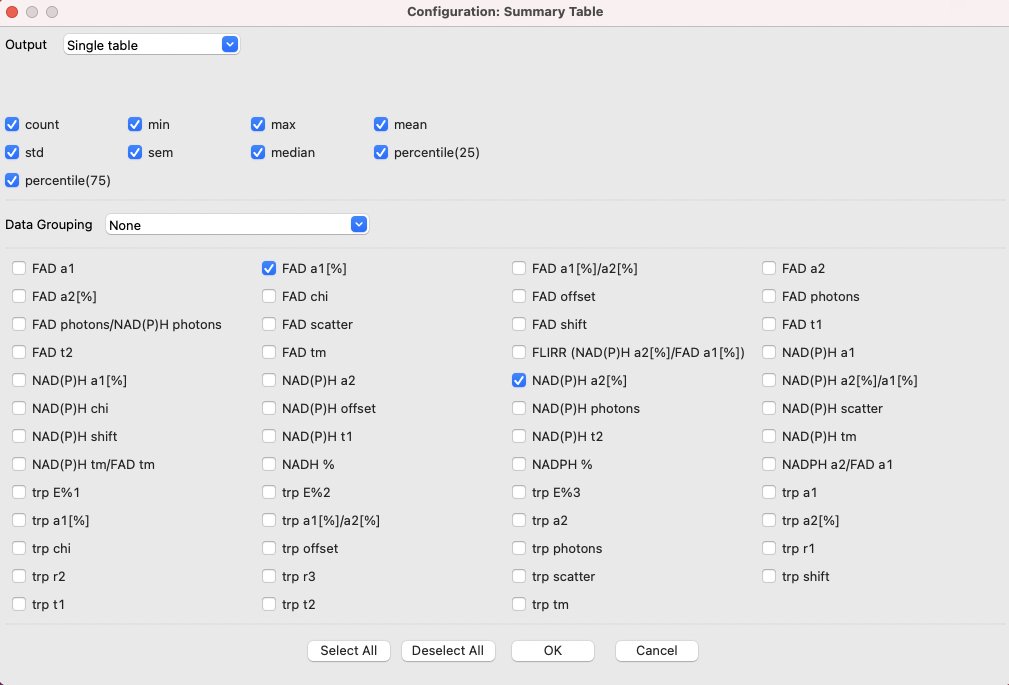 Configuration: Summary Table
Output Single table
count min max mean
std sem median percentile(25)
percentile(75)
Data Grouping None
FAD a1 FAD a1[%] FAD a1[%]/a2[%] FAD a2
FAD a2[%] FAD chi FAD offset FAD photons
FAD photons/NAD(P)H photons FAD scatter FAD shift FAD t1
FAD t2 FAD tm FLIRR (NAD(P)H a2[%]/FAD a1[%]) NAD(P)H a1
NAD(P)H a1[%] NAD(P)H a2 NAD(P)H a2[%] NAD(P)H a2[%]/a1[%]
NAD(P)H chi NAD(P)H offset NAD(P)H photons NAD(P)H scatter
NAD(P)H shift NAD(P)H t1 NAD(P)H t2 NAD(P)H tm
NAD(P)H tm/FAD tm NADH % NADPH % NADPH a2/FAD a1
trp E%1 trp E%2 trp E%3 trp a1
trp a1[%] trp a1[%]/a2[%] trp a2 trp a2[%]
trp chi trp offset trp photons trp r1
trp r2 trp r3 trp scatter trp shift
trp t1 trp t2 trp tm
Select All Deselect All OK Cancel